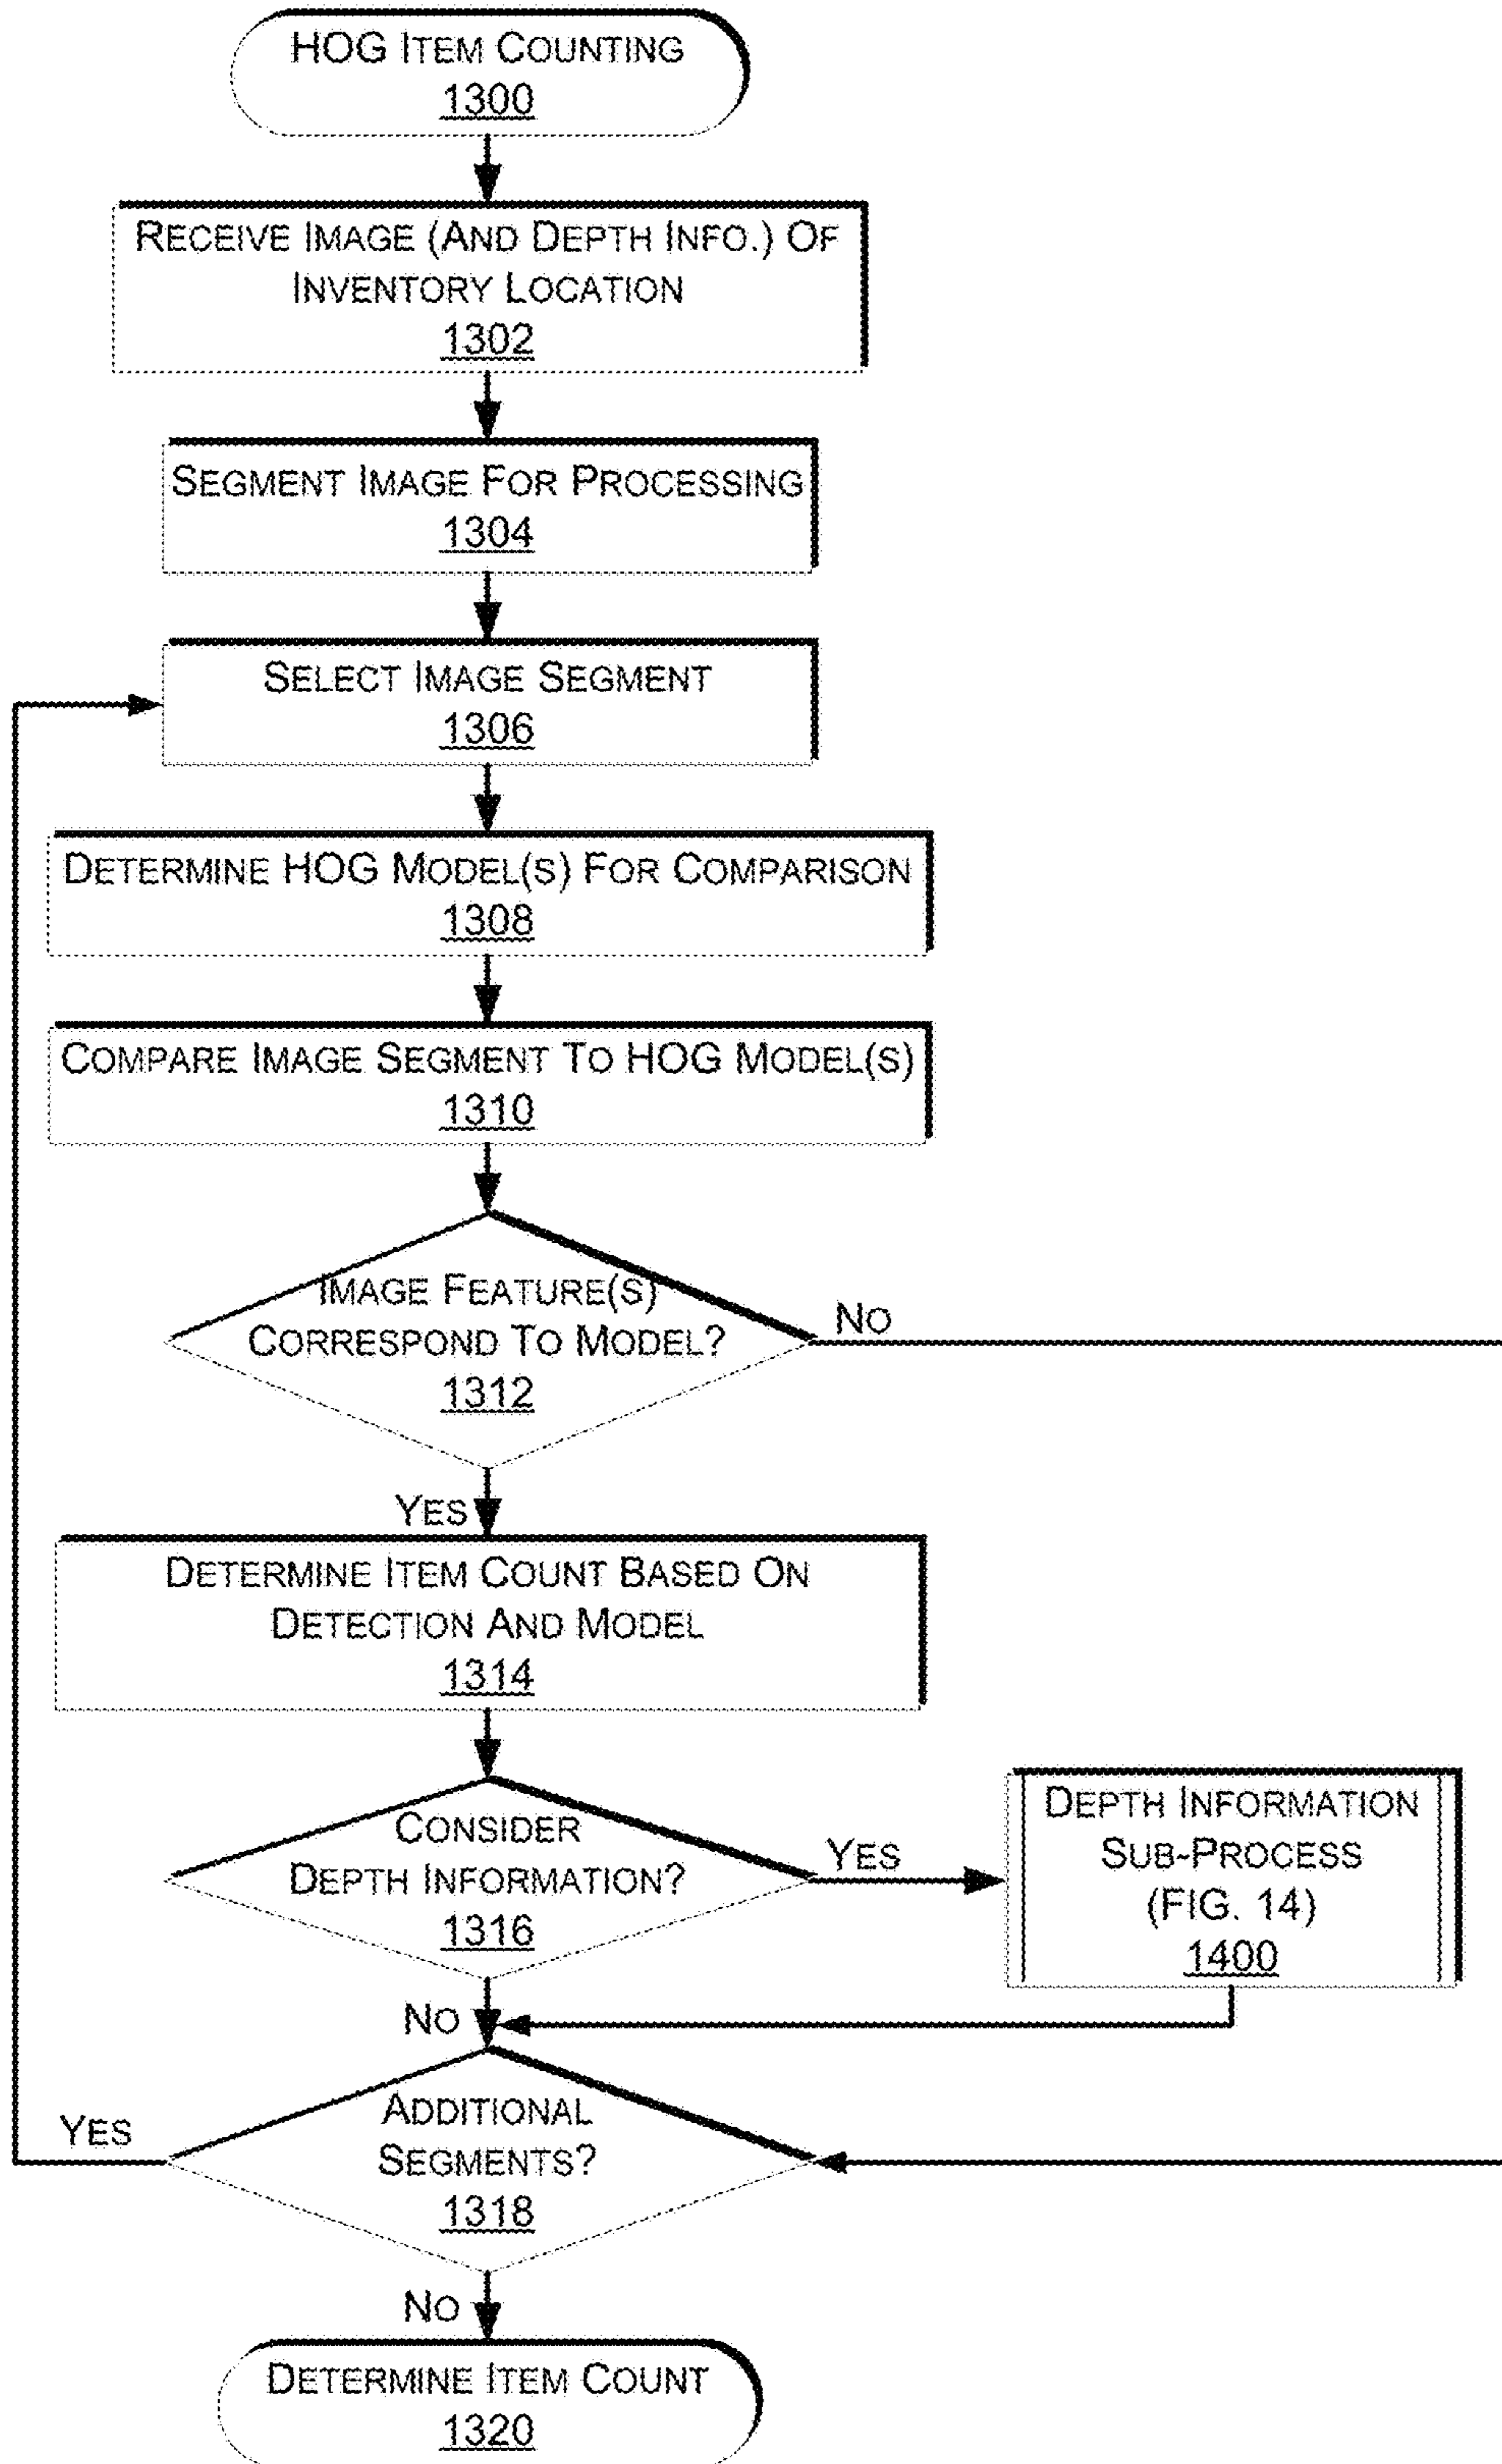 HOG ITEM COUNTING
1300
RECEIVE IMAGE (AND DEPTH INFO.) OF
INVENTORY LOCATION
1302
SEGMENT IMAGE FOR PROCESSING
1304
SELECT IMAGE SEGMENT
1306
DETERMINE HOG MODEL(S) FOR COMPARISON
1308
COMPARE IMAGE SEGMENT TO HOG MODEL(S)
1310
IMAGE FEATURE(S)
CORRESPOND TO MODEL?
1312
NO
YES
DETERMINE ITEM COUNT BASED ON
DETECTION AND MODEL
1314
CONSIDER
DEPTH INFORMATION?
1316
YES
DEPTH INFORMATION
SUB-PROCESS
(FIG. 14)
1400
NO
ADDITIONAL
SEGMENTS?
1318
YES
NO
DETERMINE ITEM COUNT
1320